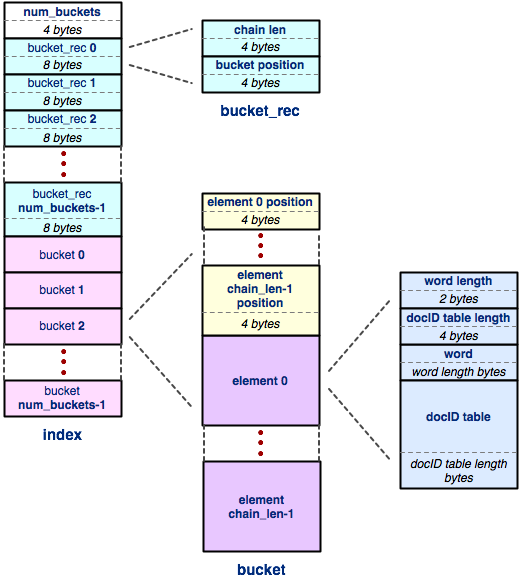 num_buckets
4 bytes
bucket_rec 0
8 bytes
bucket_rec 1
8 bytes
bucket_rec 2
8 bytes
bucket_rec
num_buckets-1
8 bytes
bucket 0
bucket 1
bucket 2
bucket
num_buckets-1
index
chain len
4 bytes
bucket position
4 bytes
bucket_rec
element 0 position
4 bytes
element
chain_len-1
position
4 bytes
element 0
element
chain_len-1
bucket
word length
2 bytes
docID table length
4 bytes
word
word length bytes
docID table
docID table length
bytes